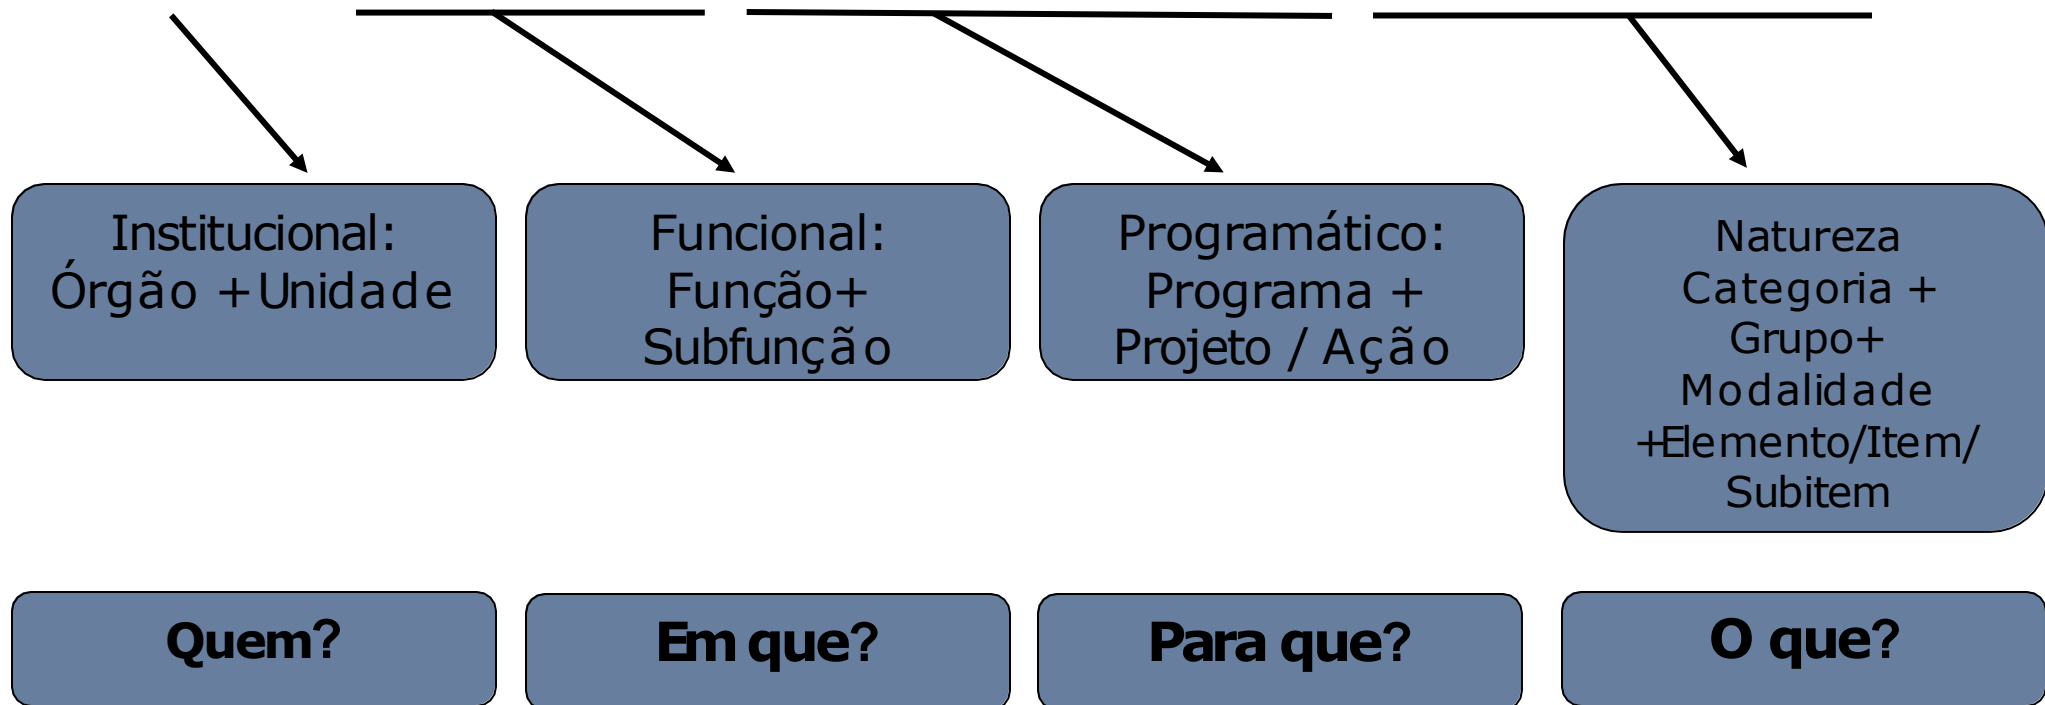 Institucional:
Órgão + Unidade
Funcional:
Função+
Subfunção
Programático:
Programa +
Projeto / Ação
Natureza
Categoria +
Grupo+
Modalidade
+Elemento/Item/
Subitem
Quem?
Em que?
Para que?
O que?